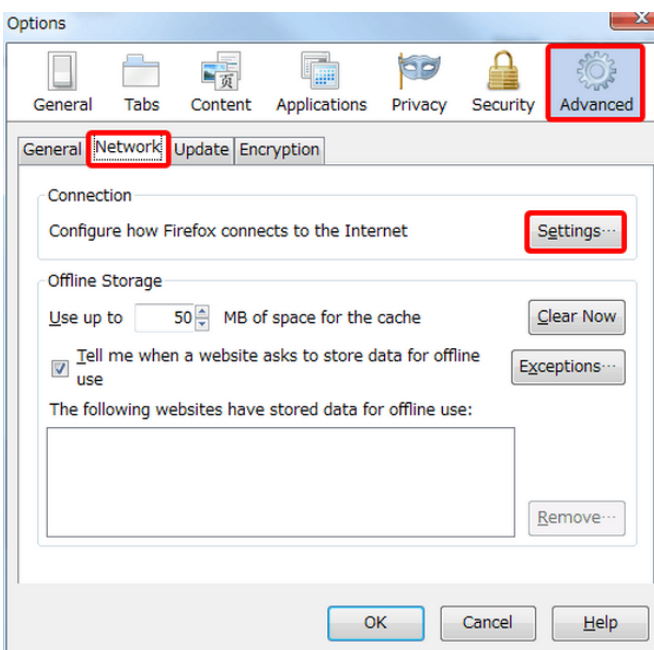 Options
General Tabs Content Applications Privacy Security Advanced
页
General Network Update Encryption
Connection
Configure how Firefox connects to the Internet Settings...
Offline Storage
Use up to 50 MB of space for the cache Clear Now
Tell me when a website asks to store data for offline
use Exceptions...
The following websites have stored data for offline use:
Remove...
OK Cancel Help